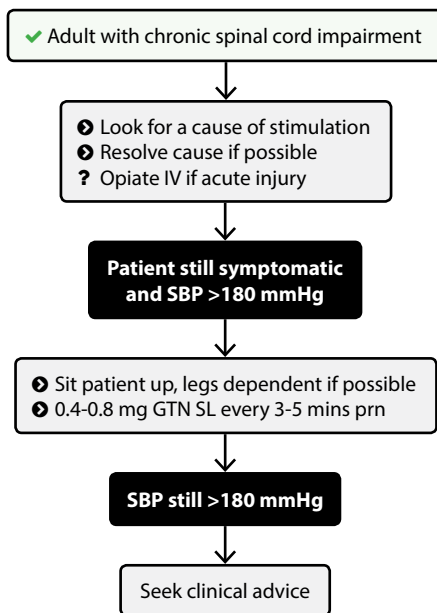 ✔ Adult with chronic spinal cord impairment
Look for a cause of stimulation
Resolve cause if possible
? Opiate IV if acute injury
Patient still symptomatic
and SBP >180 mmHg
Sit patient up, legs dependent if possible
0.4-0.8 mg GTN SL every 3-5 mins prn
SBP still >180 mmHg
Seek clinical advice